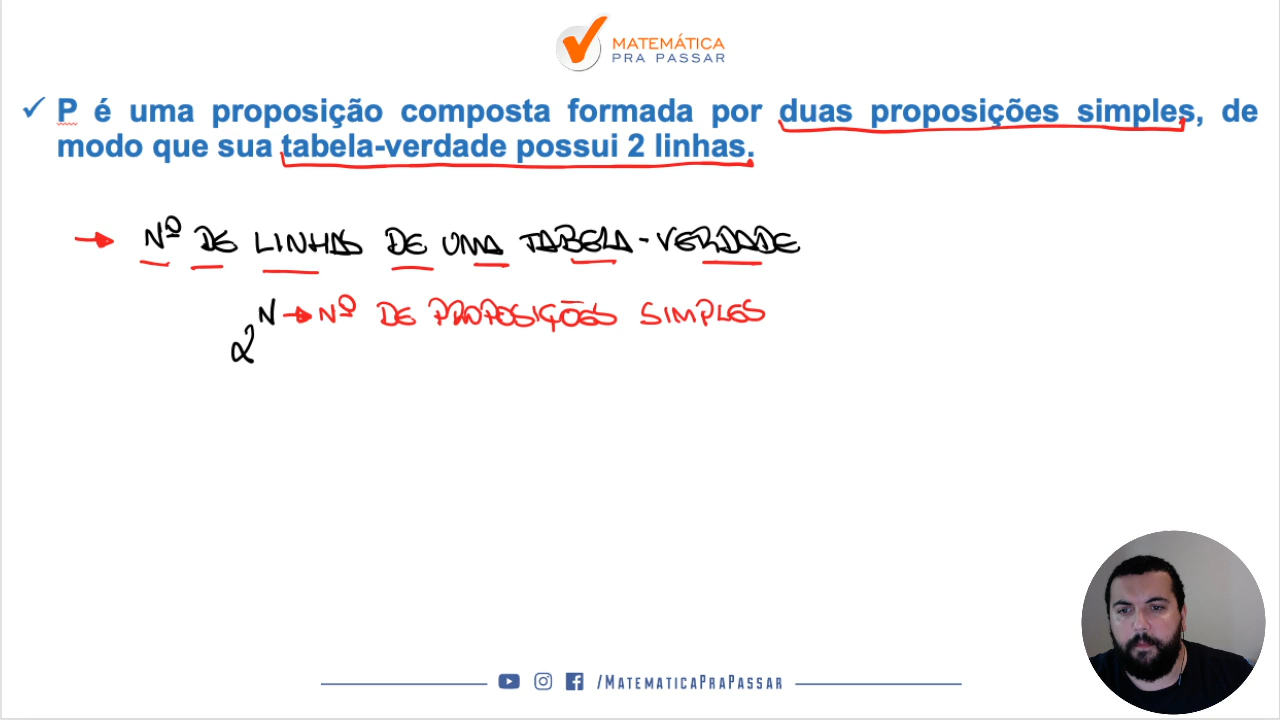 MATEMÁTICA
PRA PASSAR
P é uma proposição composta formada por duas proposições simples, de
modo que sua tabela-verdade possui 2 linhas.
Nº DE LINHAS DE UMA TABELA-VERDADE
2^N → Nº DE PROPOSIÇÕES SIMPLES
/MATEMATICAPRAPASSAR